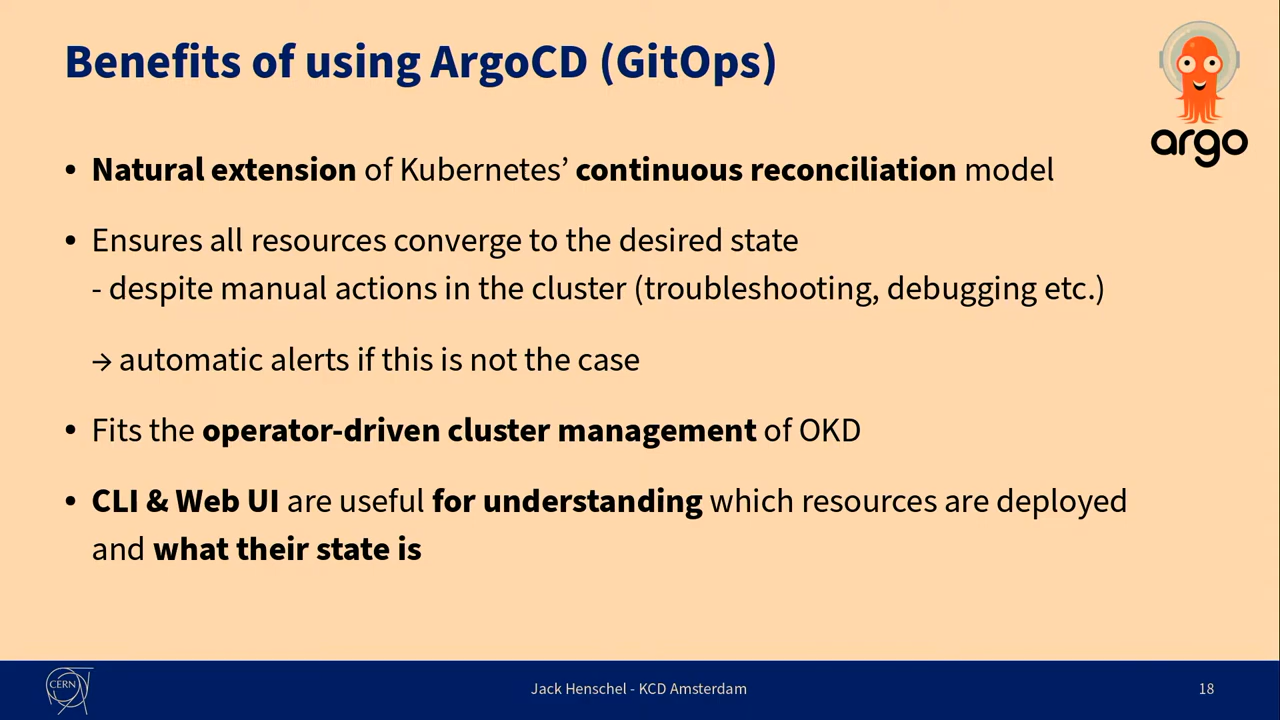 Benefits of using ArgoCD (GitOps)
argo
• Natural extension of Kubernetes’ continuous reconciliation model
• Ensures all resources converge to the desired state
- despite manual actions in the cluster (troubleshooting, debugging etc.)
→ automatic alerts if this is not the case
• Fits the operator-driven cluster management of OKD
• CLI & Web UI are useful for understanding which resources are deployed
and what their state is
CERN
Jack Henschel - KCD Amsterdam
18